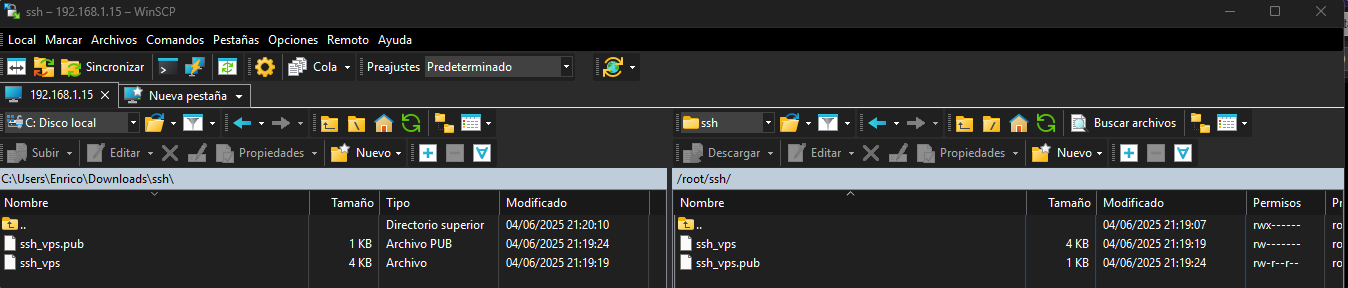 ssh – 192.168.1.15 – WinSCP
Local Marcar Archivos Comandos Pestañas Opciones Remoto Ayuda
Sincronizar Cola Preajustes Predeterminado
192.168.1.15 Nueva pestaña
C: Disco local ssh Buscar archivos
Subir Editar Propiedades Nuevo Descargar Editar Propiedades Nuevo
C:\Users\Enrico\Downloads\ssh\ /root/ssh/
Nombre Tamaño Tipo Modificado Nombre Tamaño Modificado Permisos Pr
.. Directorio superior 04/06/2025 21:20:10 .. 04/06/2025 21:19:07 rwx------ ro
ssh_vps.pub 1 KB Archivo PUB 04/06/2025 21:19:24 ssh_vps 4 KB 04/06/2025 21:19:19 rw------- ro
ssh_vps 4 KB Archivo 04/06/2025 21:19:19 ssh_vps.pub 1 KB 04/06/2025 21:19:24 rw-r--r-- ro